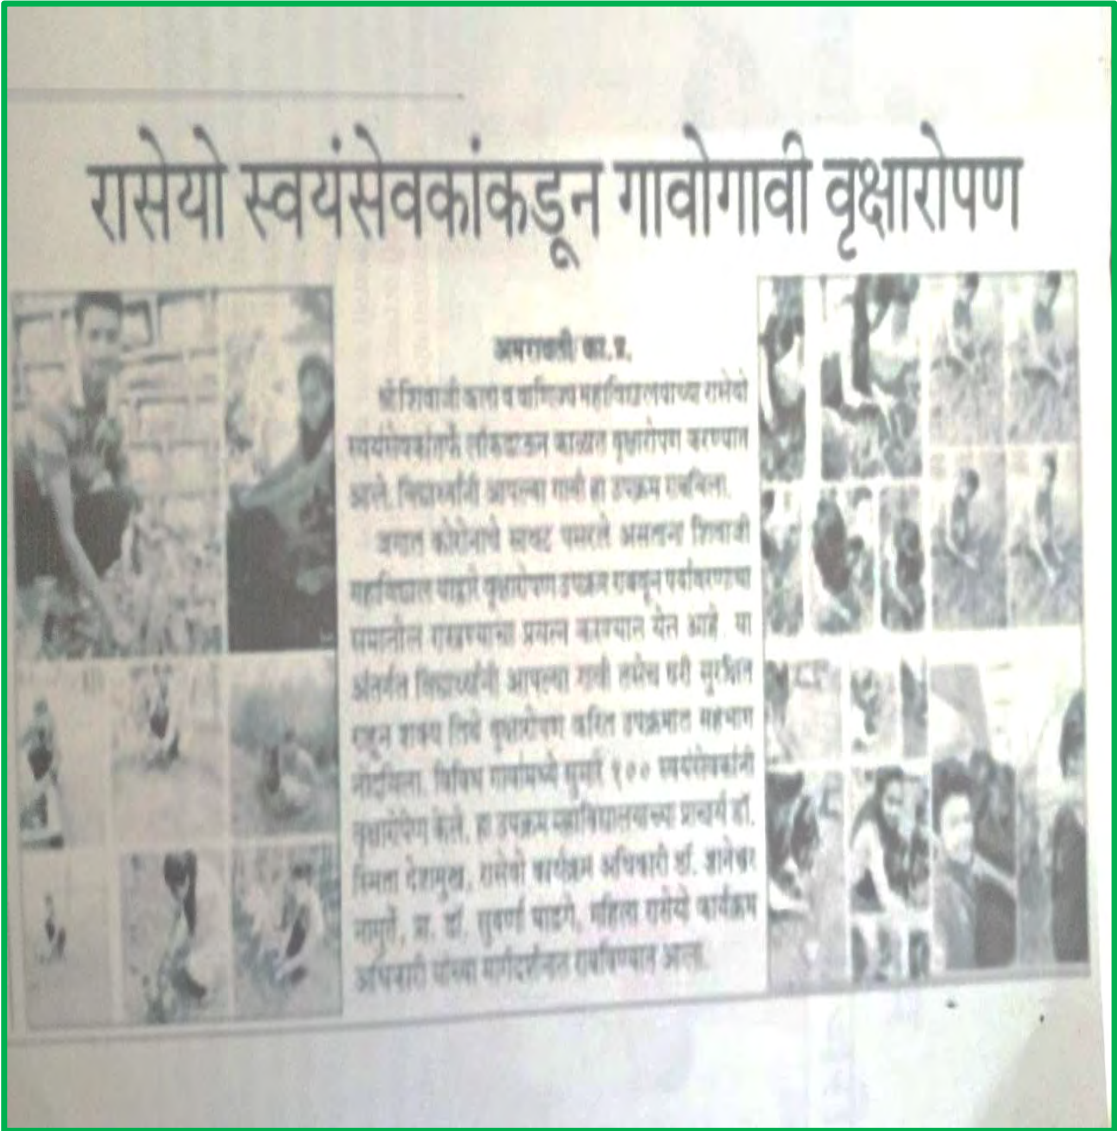 रासेयो स्वयंसेवकांकडून गावोगावी वृक्षारोपण
अमरावती/का.प्र.
श्री शिवाजी कला व वाणिज्य महाविद्यालयाच्या रासेयो
स्वयंसेवकांतर्फे लॉकडाऊन काळात वृक्षारोपण करण्यात
आले. विद्यार्थ्यांनी आपल्या गावी हा उपक्रम राबविला.
जगात कोरोनाचे सावट पसरले असताना शिवाजी
महाविद्यालयाद्वारे वृक्षारोपण उपक्रम राबवून पर्यावरणाचा
समातोल राखण्याचा प्रयत्न करण्यात येत आहे. या
अंतर्गत विद्यार्थ्यांनी आपल्या गावी तसेच घरी सुरक्षित
राहून शक्य तिथे वृक्षारोपण करित उपक्रमात सहभाग
नोंदविला. विविध गावांमध्ये सुमारे १०० स्वयंसेवकांनी
वृक्षारोपण केले. हा उपक्रम महाविद्यालयाच्या प्राचार्य डॉ.
स्मिता देशमुख, रासेयो कार्यक्रम अधिकारी डॉ. ज्ञानेश्वर
नामुर्ते, प्रा. डॉ. सुवर्णा गाडगे, महिला रासेयो कार्यक्रम
अधिकारी यांच्या मार्गदर्शनात राबविण्यात आला.